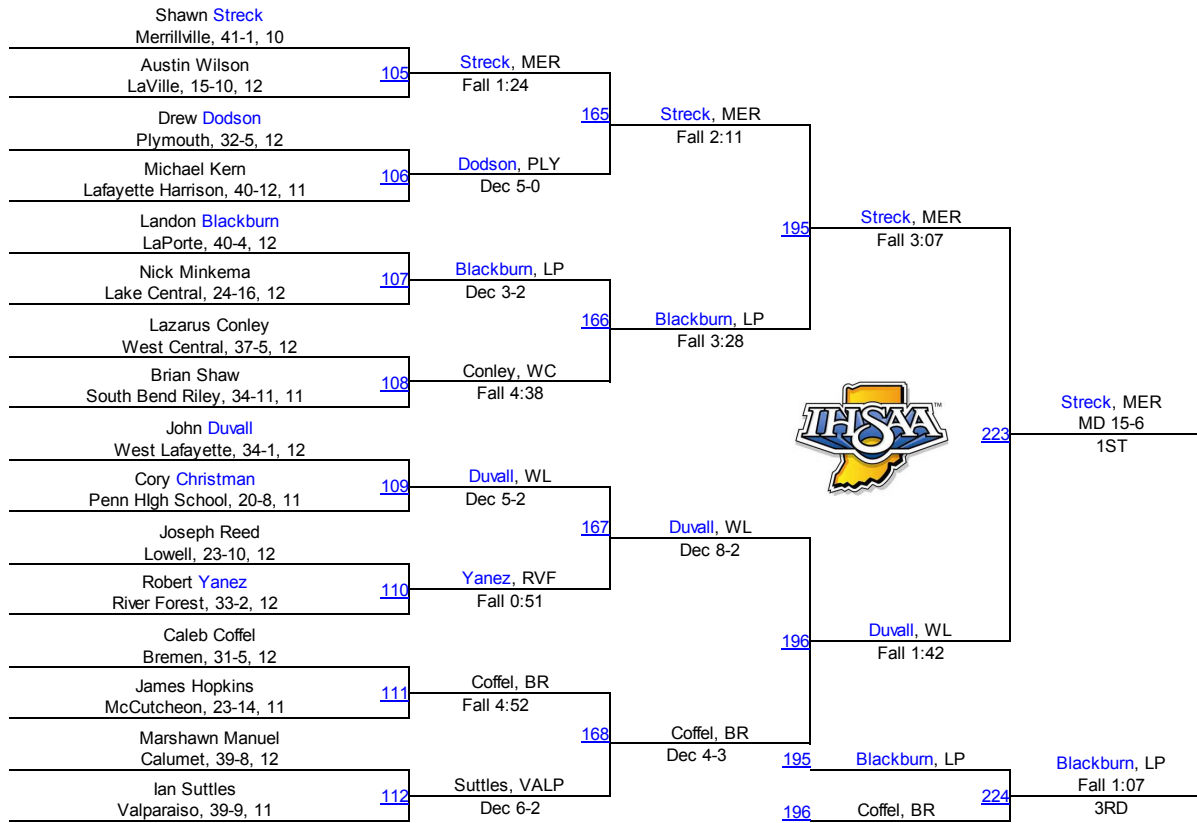 Shawn Streck
Merrillville, 41-1, 10
Austin Wilson
LaVille, 15-10, 12
Drew Dodson
Plymouth, 32-5, 12
Michael Kern
Lafayette Harrison, 40-12, 11
Landon Blackburn
LaPorte, 40-4, 12
Nick Minkema
Lake Central, 24-16, 12
Lazarus Conley
West Central, 37-5, 12
Brian Shaw
South Bend Riley, 34-11, 11
John Duvall
West Lafayette, 34-1, 12
Cory Christman
Penn HIgh School, 20-8, 11
Joseph Reed
Lowell, 23-10, 12
Robert Yanez
River Forest, 33-2, 12
Caleb Coffel
Bremen, 31-5, 12
James Hopkins
McCutcheon, 23-14, 11
Marshawn Manuel
Calumet, 39-8, 12
Ian Suttles
Valparaiso, 39-9, 11
105
Streck, MER
Fall 1:24
106
Dodson, PLY
Dec 5-0
107
Blackburn, LP
Dec 3-2
108
Conley, WC
Fall 4:38
109
Duvall, WL
Dec 5-2
110
Yanez, RVF
Fall 0:51
111
Coffel, BR
Fall 4:52
112
Suttles, VALP
Dec 6-2
165
Streck, MER
Fall 2:11
166
Blackburn, LP
Fall 3:28
167
Duvall, WL
Dec 8-2
168
Coffel, BR
Dec 4-3
195
Streck, MER
Fall 3:07
196
Duvall, WL
Fall 1:42
IHSAA™
223
Streck, MER
MD 15-6
1ST
195
Blackburn, LP
196
Coffel, BR
224
Blackburn, LP
Fall 1:07
3RD